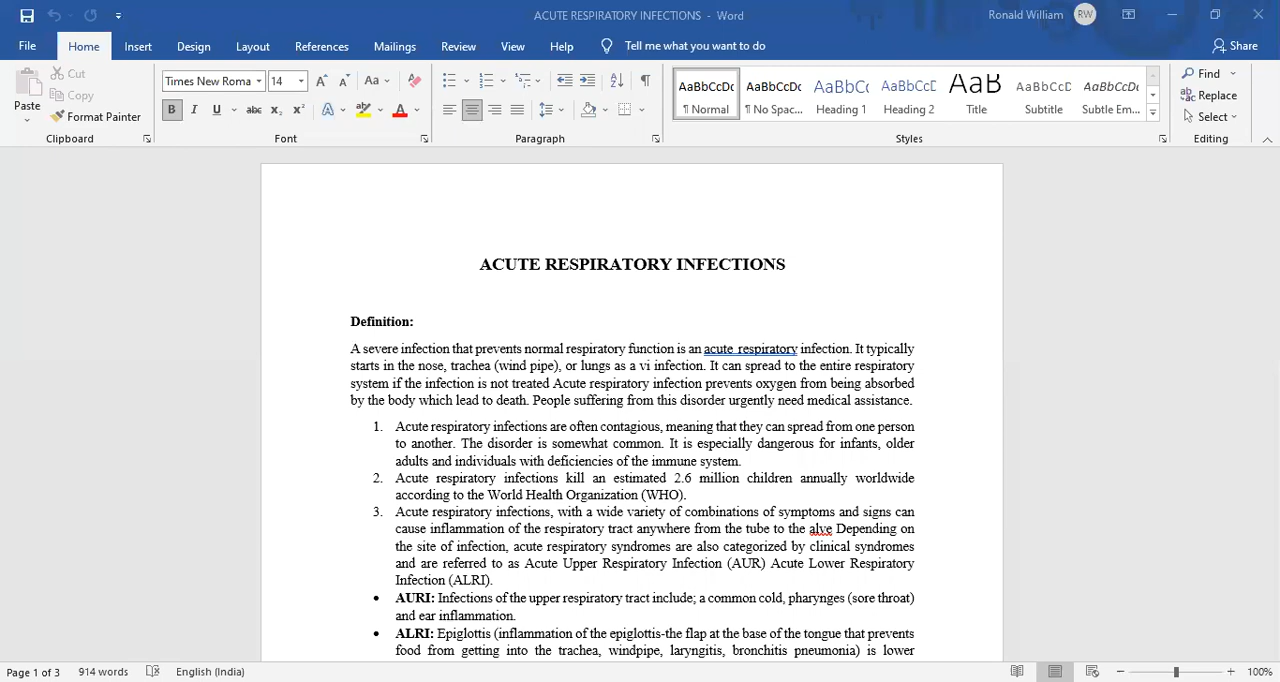 ACUTE RESPIRATORY INFECTIONS - Word
Ronald William RW
File Home Insert Design Layout References Mailings Review View Help Tell me what you want to do Share
Paste
Cut
Copy
Format Painter
Clipboard
Times New Roma 14
Font
Paragraph
AaBbCcDc AaBbCcDc AaBbCc AaBbCcD AaB AaBbCcD AaBbCcDc
¶ Normal ¶ No Spac... Heading 1 Heading 2 Title Subtitle Subtle Em...
Styles
Find
Replace
Select
Editing
ACUTE RESPIRATORY INFECTIONS
Definition:
A severe infection that prevents normal respiratory function is an acute respiratory infection. It typically
starts in the nose, trachea (wind pipe), or lungs as a vi infection. It can spread to the entire respiratory
system if the infection is not treated Acute respiratory infection prevents oxygen from being absorbed
by the body which lead to death. People suffering from this disorder urgently need medical assistance.
1. Acute respiratory infections are often contagious, meaning that they can spread from one person
to another. The disorder is somewhat common. It is especially dangerous for infants, older
adults and individuals with deficiencies of the immune system.
2. Acute respiratory infections kill an estimated 2.6 million children annually worldwide
according to the World Health Organization (WHO).
3. Acute respiratory infections, with a wide variety of combinations of symptoms and signs can
cause inflammation of the respiratory tract anywhere from the tube to the alve Depending on
the site of infection, acute respiratory syndromes are also categorized by clinical syndromes
and are referred to as Acute Upper Respiratory Infection (AUR) Acute Lower Respiratory
Infection (ALRI).
• AURI: Infections of the upper respiratory tract include; a common cold, pharynges (sore throat)
and ear inflammation.
• ALRI: Epiglottis (inflammation of the epiglottis-the flap at the base of the tongue that prevents
food from getting into the trachea, windpipe, laryngitis, bronchitis pneumonia) is lower
Page 1 of 3 914 words English (India) 100%